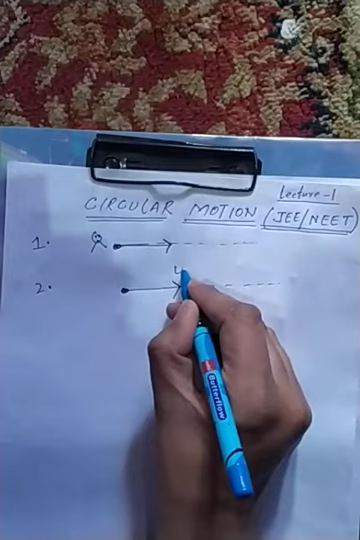 Lecture-1
CIRCULAR MOTION (JEE/NEET)
1.
2.
Butterflow